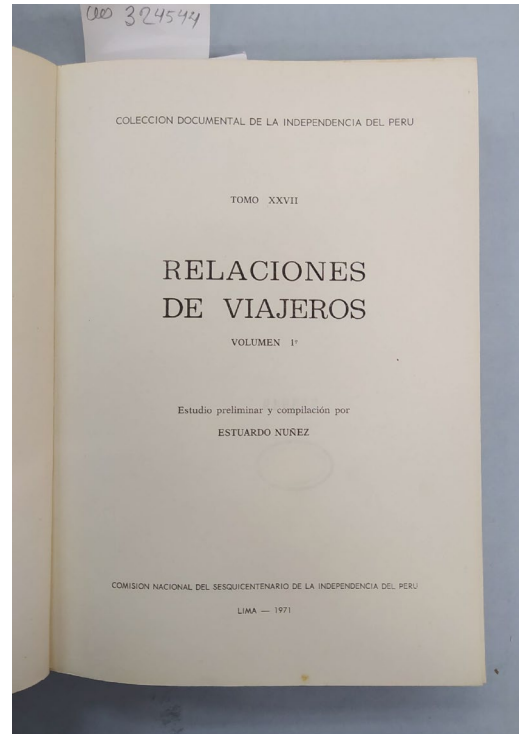 324544
COLECCION DOCUMENTAL DE LA INDEPENDENCIA DEL PERU
TOMO XXVII
RELACIONES
DE VIAJEROS
VOLUMEN 1º
Estudio preliminar y compilación por
ESTUARDO NUÑEZ
COMISION NACIONAL DEL SESQUICENTENARIO DE LA INDEPENDENCIA DEL PERU
LIMA — 1971